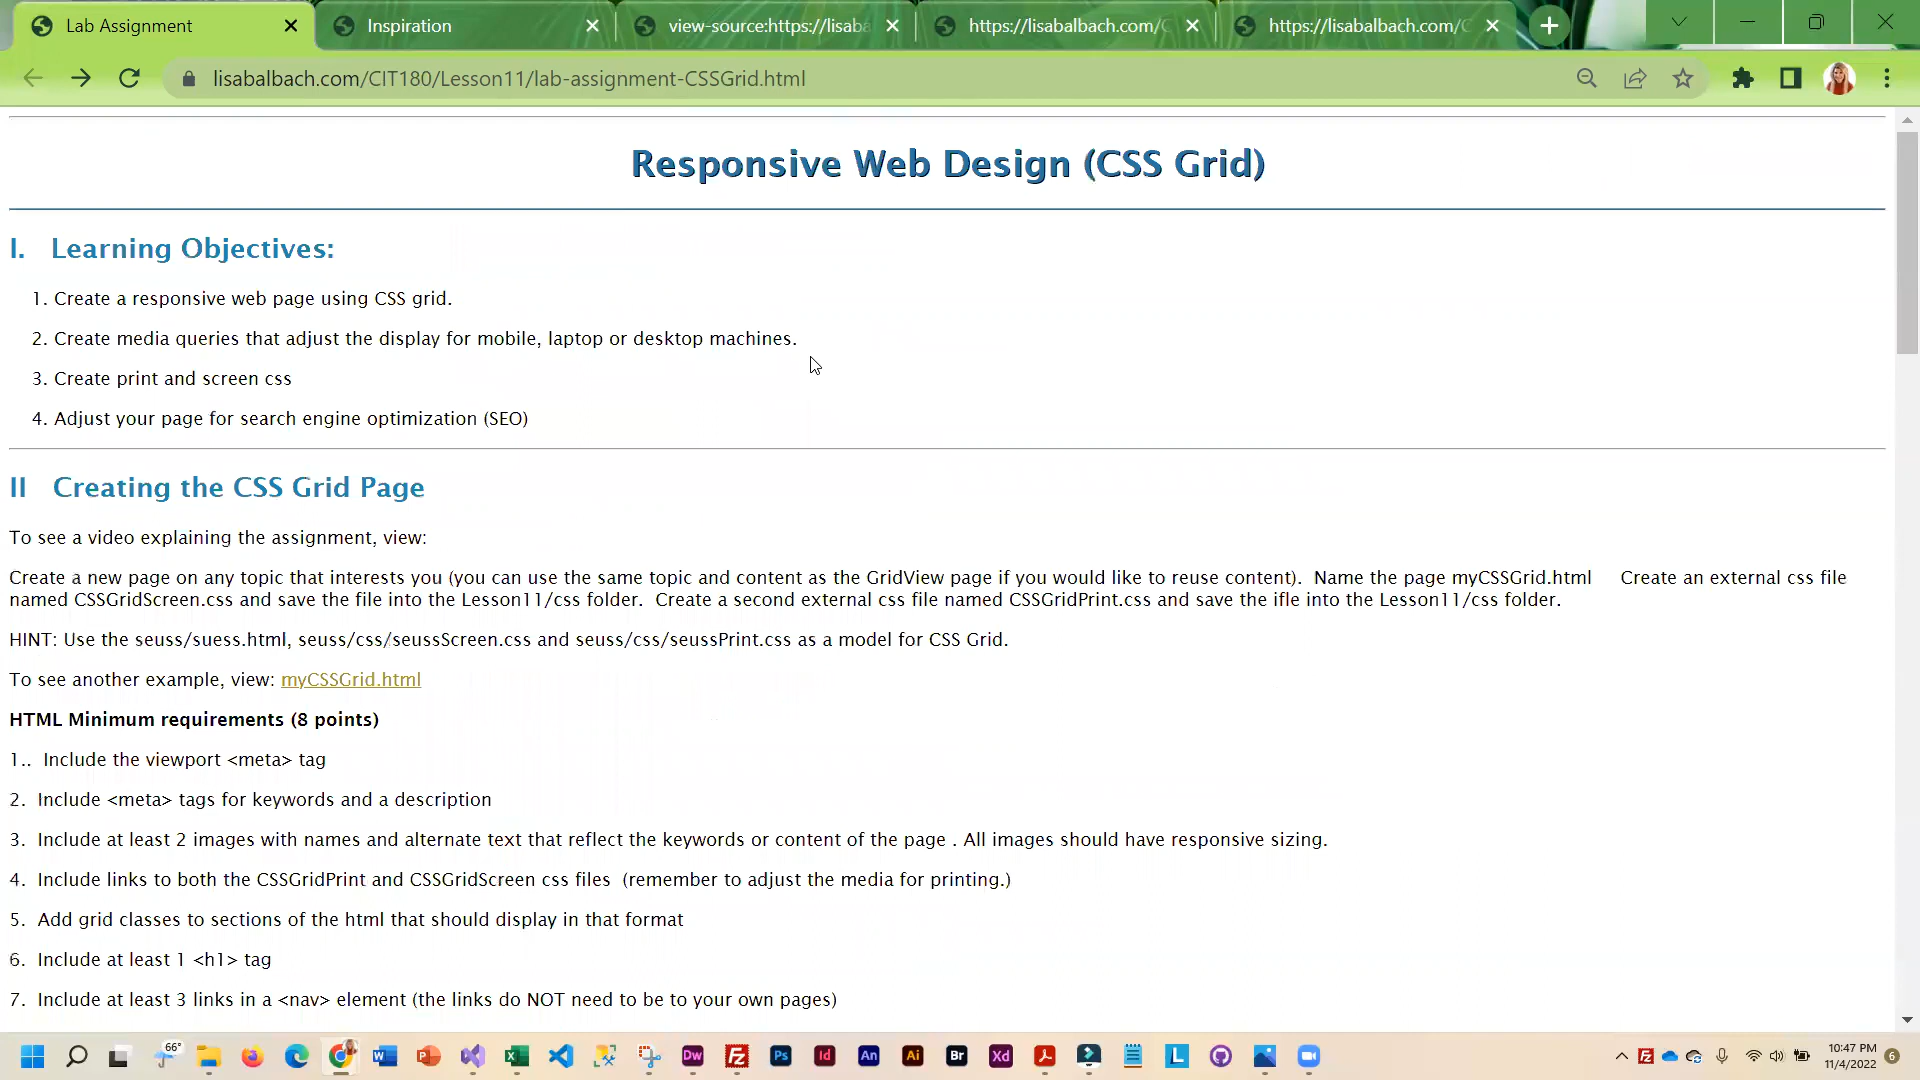 Lab Assignment
Inspiration
view-source:https://lisaba
https://lisabalbach.com/C
https://lisabalbach.com/C
lisabalbach.com/CIT180/Lesson11/lab-assignment-CSSGrid.html
Responsive Web Design (CSS Grid)
I. Learning Objectives:
1. Create a responsive web page using CSS grid.
2. Create media queries that adjust the display for mobile, laptop or desktop machines.
3. Create print and screen css
4. Adjust your page for search engine optimization (SEO)
II Creating the CSS Grid Page
To see a video explaining the assignment, view:
Create a new page on any topic that interests you (you can use the same topic and content as the GridView page if you would like to reuse content). Name the page myCSSGrid.html Create an external css file
named CSSGridScreen.css and save the file into the Lesson11/css folder. Create a second external css file named CSSGridPrint.css and save the ifle into the Lesson11/css folder.
HINT: Use the seuss/suess.html, seuss/css/seussScreen.css and seuss/css/seussPrint.css as a model for CSS Grid.
To see another example, view: myCSSGrid.html
HTML Minimum requirements (8 points)
1.. Include the viewport <meta> tag
2. Include <meta> tags for keywords and a description
3. Include at least 2 images with names and alternate text that reflect the keywords or content of the page . All images should have responsive sizing.
4. Include links to both the CSSGridPrint and CSSGridScreen css files (remember to adjust the media for printing.)
5. Add grid classes to sections of the html that should display in that format
6. Include at least 1 <h1> tag
7. Include at least 3 links in a <nav> element (the links do NOT need to be to your own pages)
66°
Dw
Fz
Ps
Id
An
Ai
Br
Xd
L
10:47 PM
11/4/2022
6